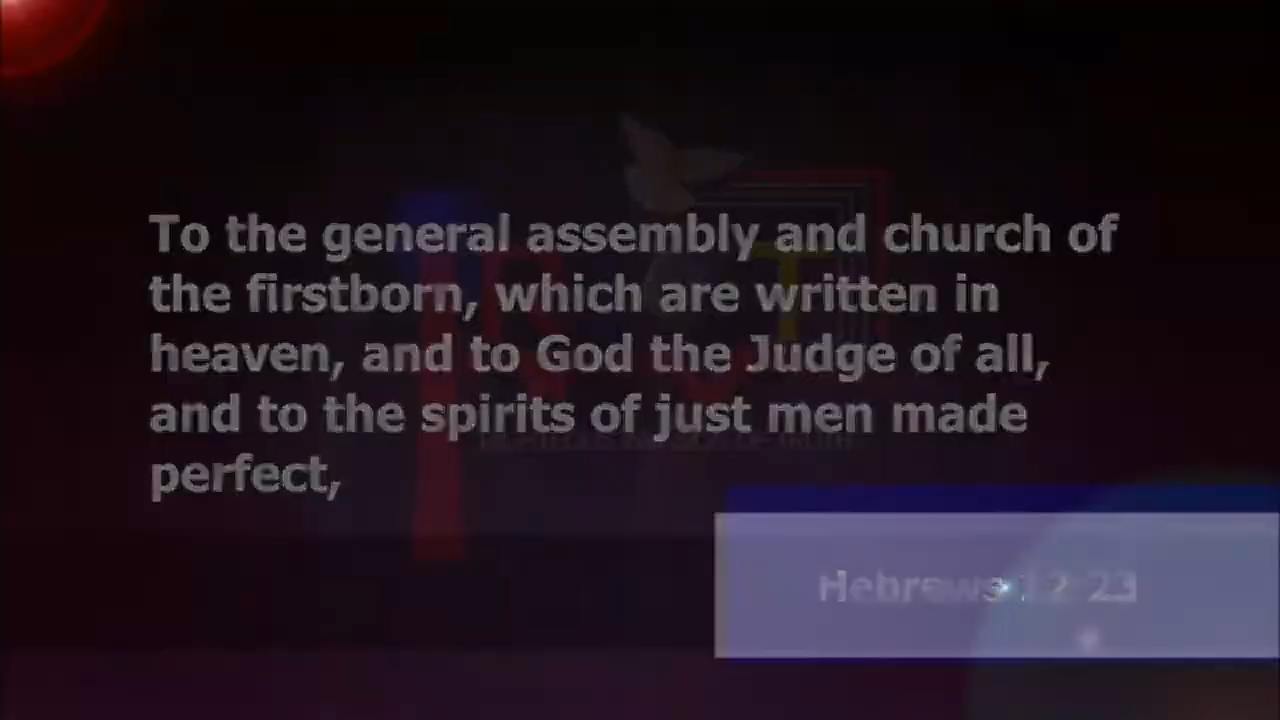 To the general assembly and church of
the firstborn, which are written in
heaven, and to God the Judge of all,
and to the spirits of just men made
perfect,
Hebrews 12 23